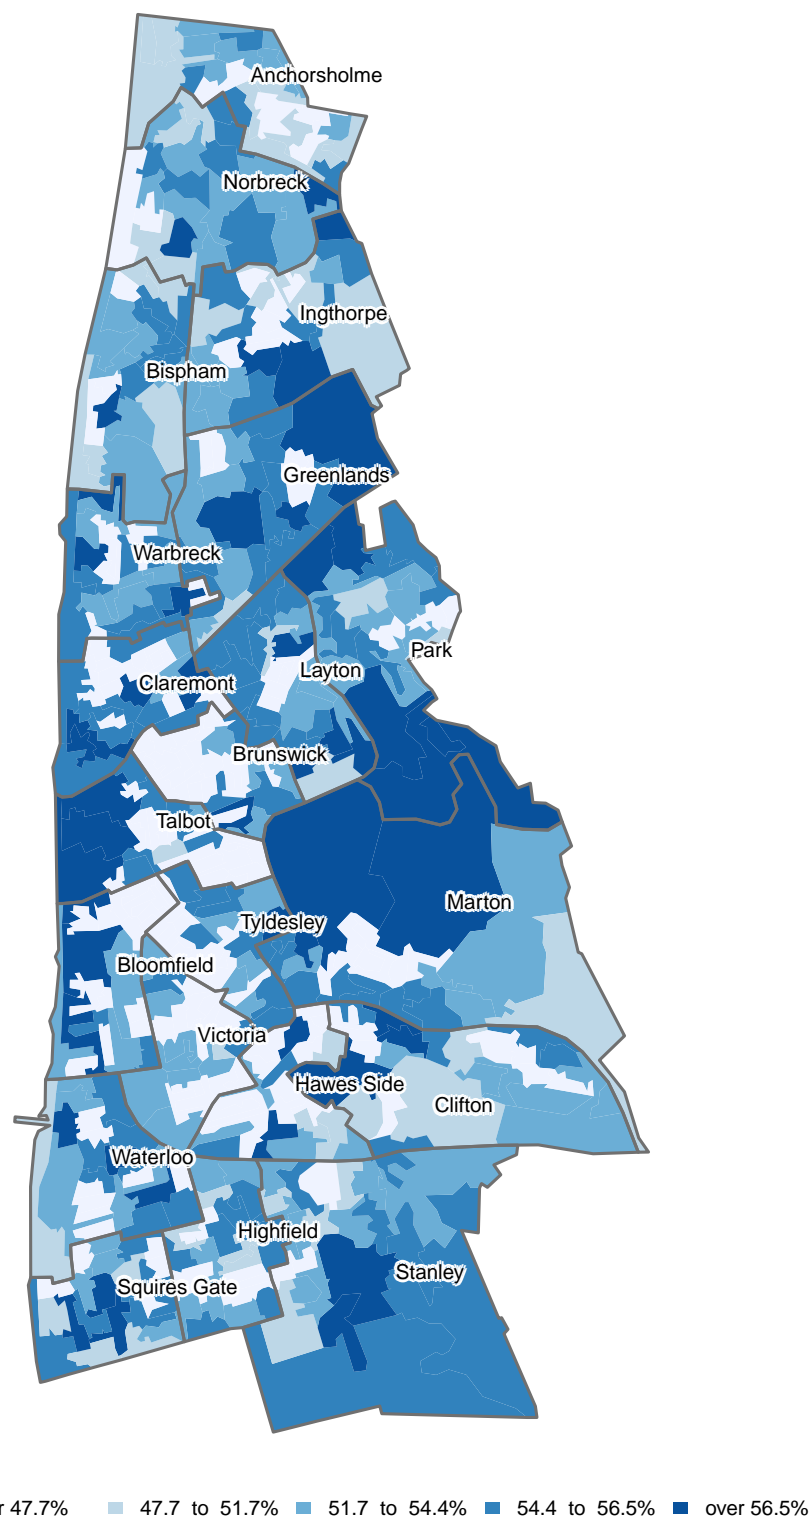 Anchorsholme
Norbreck
Ingthorpe
Bispham
Greenlands
Warbreck
Park
Layton
Claremont
Brunswick
Talbot
Marton
Tyldesley
Bloomfield
Victoria
Hawes Side
Clifton
Waterloo
Highfield
Stanley
Squires Gate
47.7% 47.7 to 51.7% 51.7 to 54.4% 54.4 to 56.5% over 56.5%